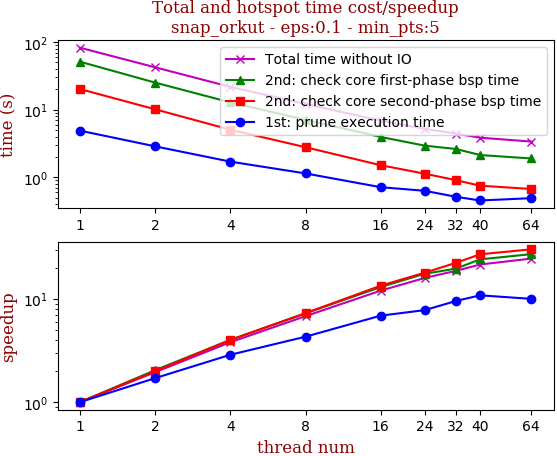 Total and hotspot time cost/speedup
snap_orkut - eps:0.1 - min_pts:5
time (s)
10²
10¹
10⁰
Total time without IO
2nd: check core first-phase bsp time
2nd: check core second-phase bsp time
1st: prune execution time
1 2 4 8 16 24 32 40 64
speedup
10¹
10⁰
1 2 4 8 16 24 32 40 64
thread num